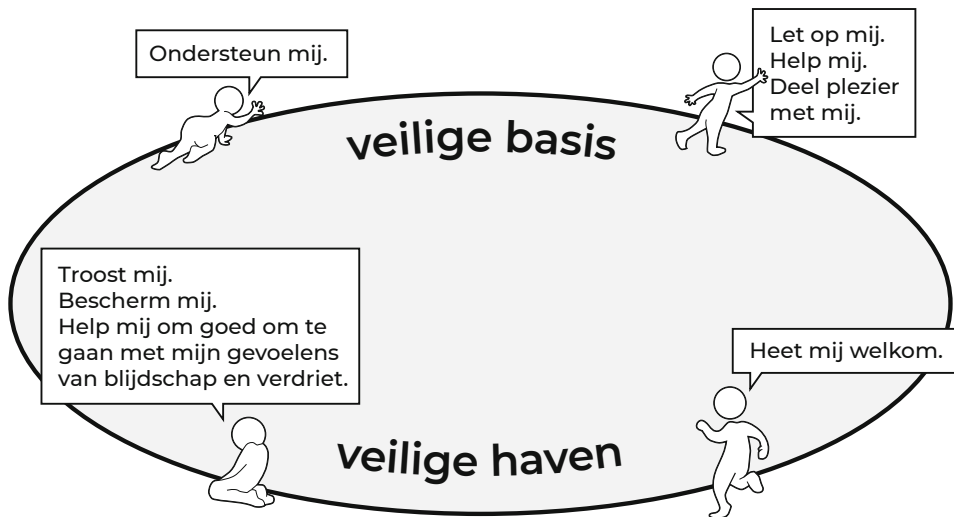 Ondersteun mij.
Let op mij.
Help mij.
Deel plezier
met mij.
veilige basis
Troost mij.
Bescherm mij.
Help mij om goed om te
gaan met mijn gevoelens
van blijdschap en verdriet.
Heet mij welkom.
veilige haven